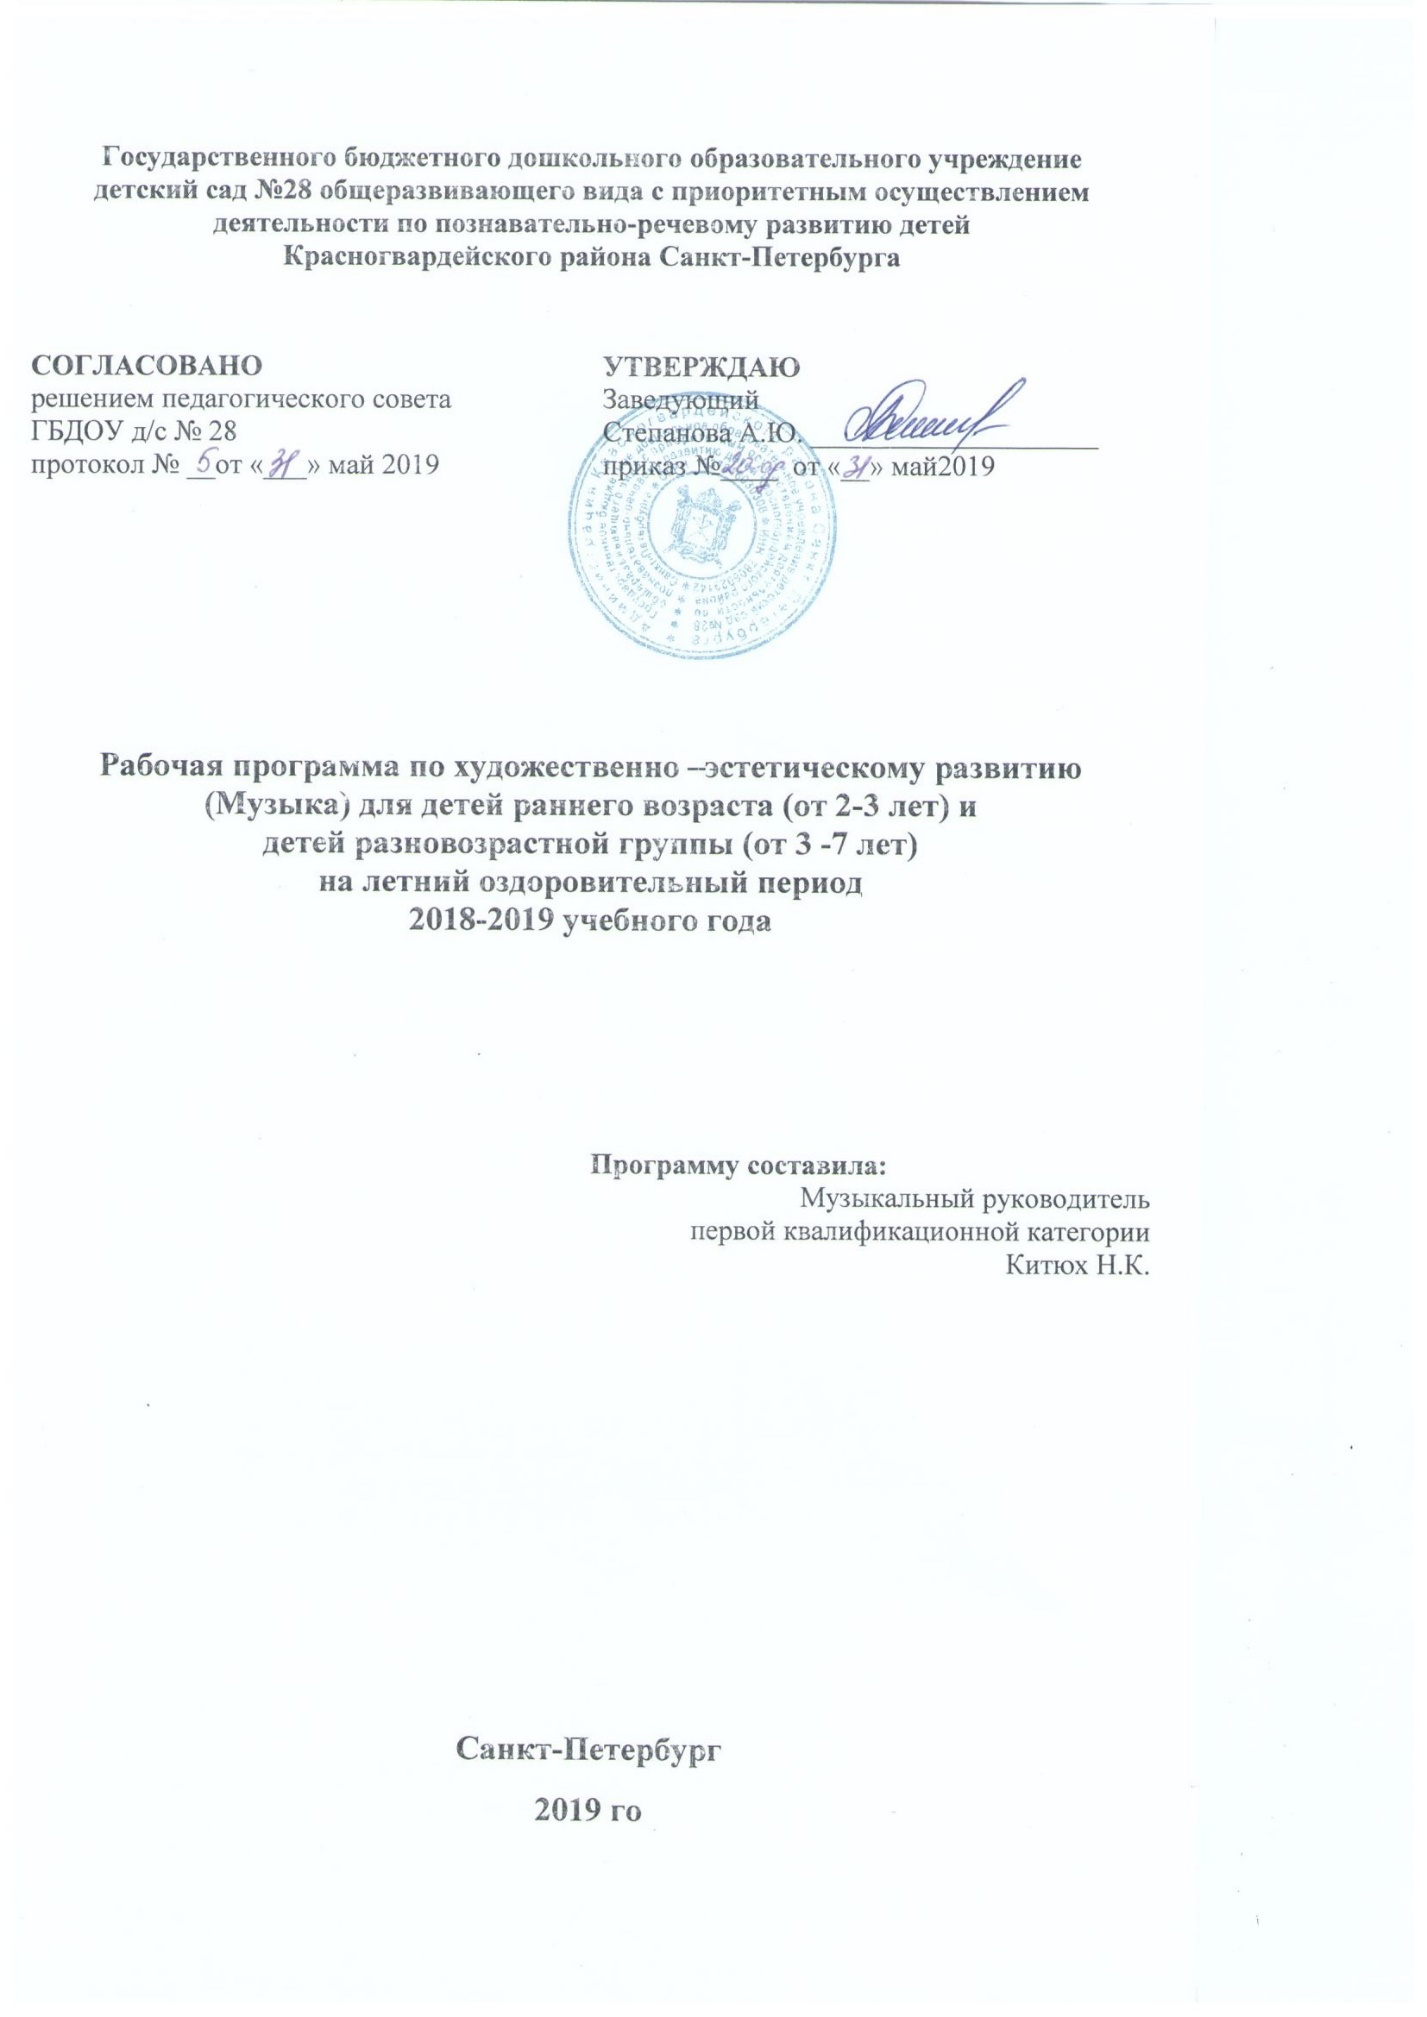 Государственного бюджетного дошкольного образовательного учреждение
детский сад №28 общеразвивающего вида с приоритетным осуществлением
деятельности по познавательно-речевому развитию детей
Красногвардейского района Санкт-Петербурга
СОГЛАСОВАНО
решением педагогического совета
ГБДОУ д/с № 28
протокол № 5 от «31» май 2019
УТВЕРЖДАЮ
Заведующий
Степанова А.Ю.
приказ № от «31» май2019
Рабочая программа по художественно –эстетическому развитию
(Музыка) для детей раннего возраста (от 2-3 лет) и
детей разновозрастной группы (от 3 -7 лет)
на летний оздоровительный период
2018-2019 учебного года
Программу составила:
Музыкальный руководитель
первой квалификационной категории
Китюх Н.К.
Санкт-Петербург
2019 го